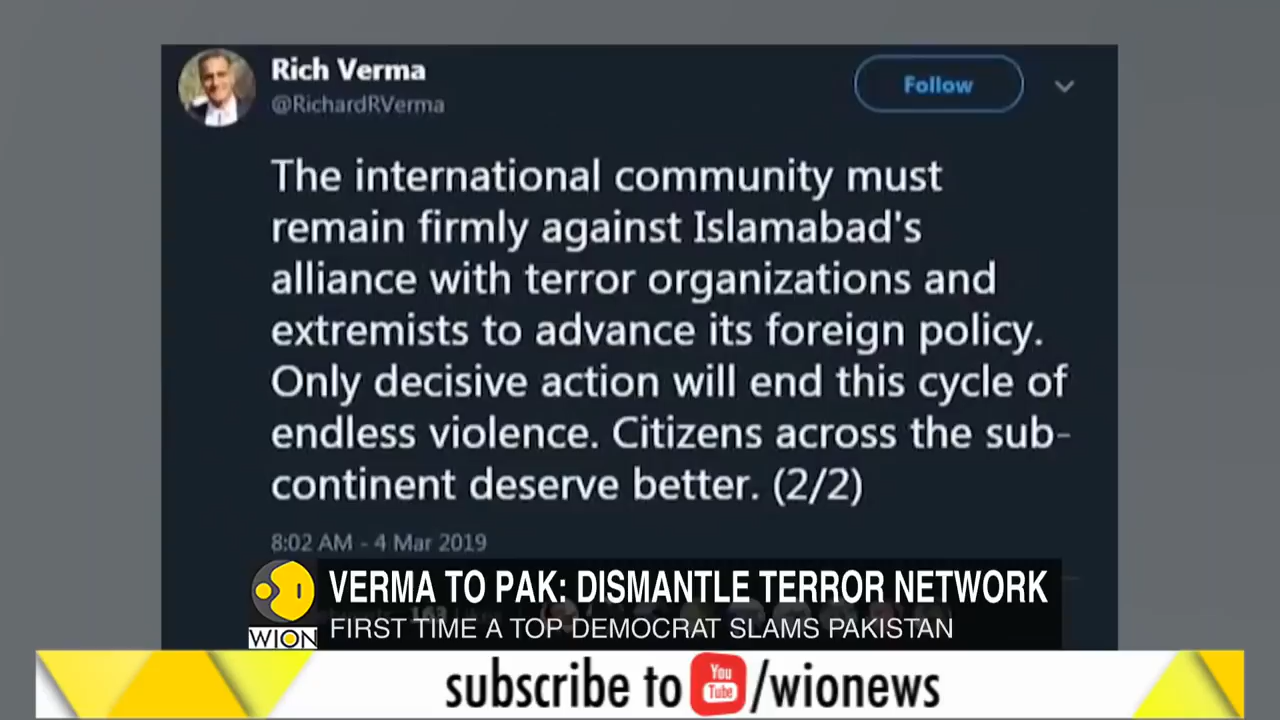 Rich Verma
@RichardRVerma
Follow
The international community must
remain firmly against Islamabad's
alliance with terror organizations and
extremists to advance its foreign policy.
Only decisive action will end this cycle of
endless violence. Citizens across the sub-
continent deserve better. (2/2)
8:02 AM - 4 Mar 2019
VERMA TO PAK: DISMANTLE TERROR NETWORK
FIRST TIME A TOP DEMOCRAT SLAMS PAKISTAN
WION
subscribe to You Tube /wionews